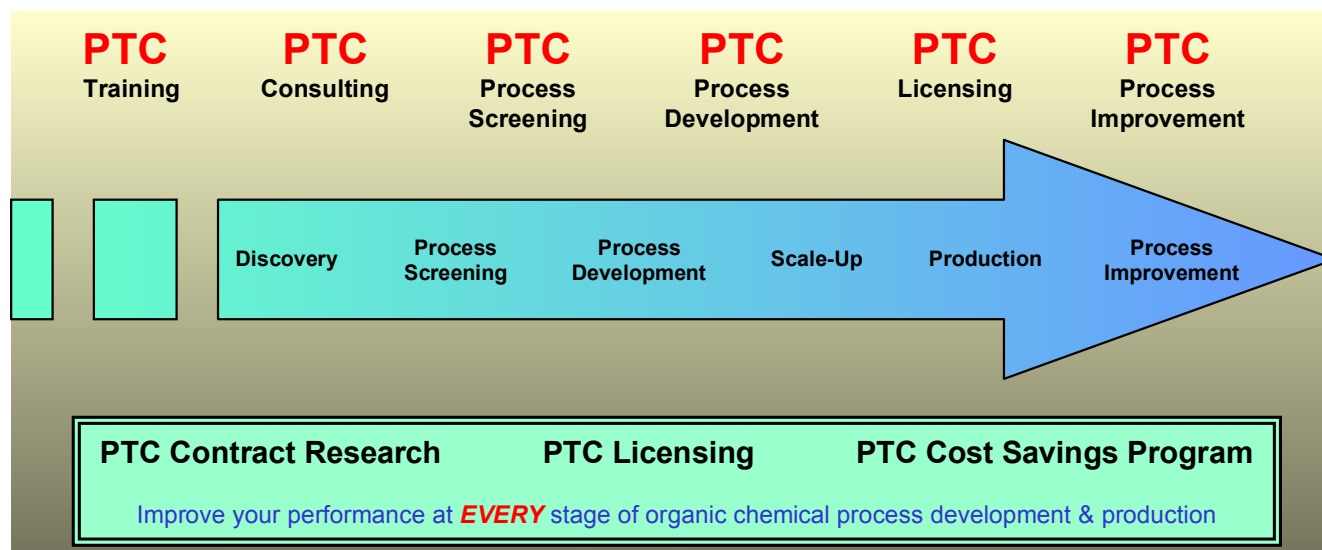 PTC PTC PTC PTC PTC PTC
Training Consulting Process Process Licensing Process
Screening Development Improvement
Discovery Process Screening Process Development Scale-Up Production Process Improvement
PTC Contract Research PTC Licensing PTC Cost Savings Program
Improve your performance at EVERY stage of organic chemical process development & production